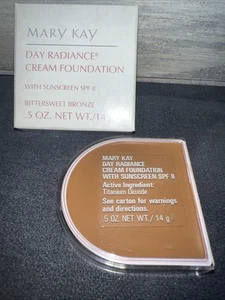 MARY KAY
DAY RADIANCE®
CREAM FOUNDATION
WITH SUNSCREEN SPF 8
BITTERSWEET BRONZE
.5 OZ. NET WT./14 g
MARY KAY
DAY RADIANCE
CREAM FOUNDATION
WITH SUNSCREEN SPF 8
Active Ingredient:
Titanium Dioxide
See carton for warnings
and directions.
.5 OZ. NET WT./14 g